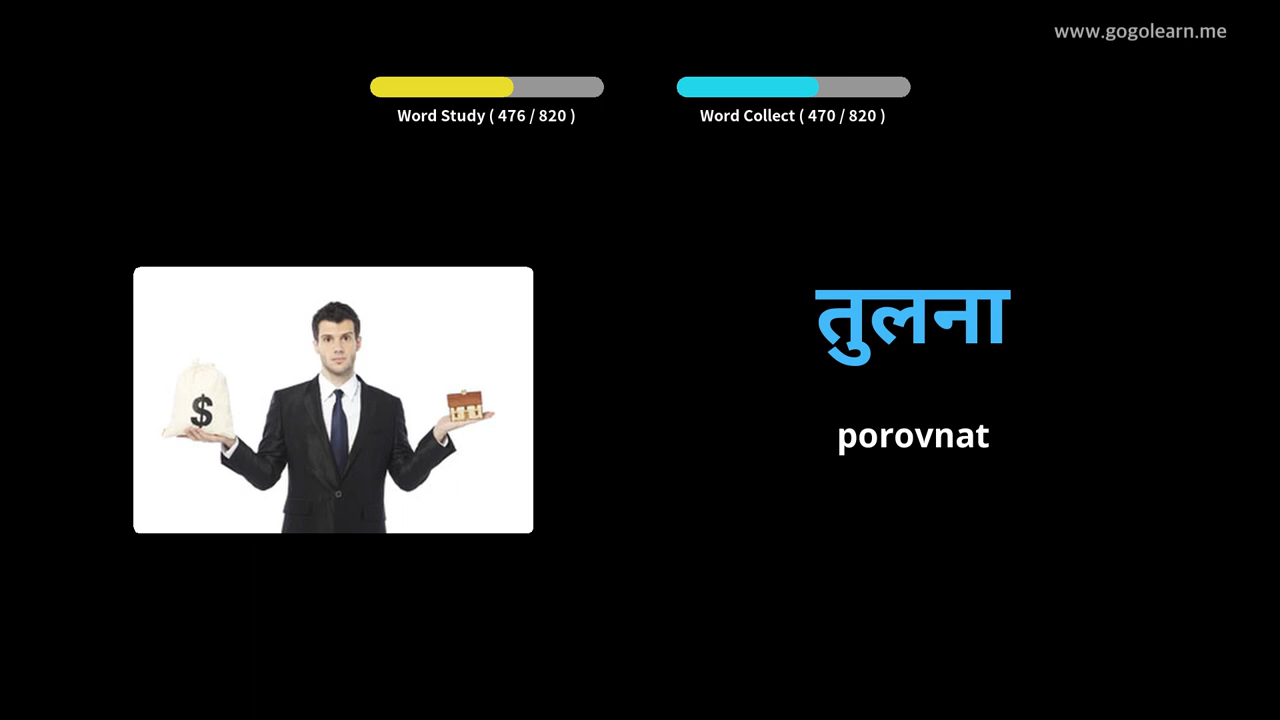 www.gogolearn.me
Word Study ( 476 / 820 )
Word Collect ( 470 / 820 )
तुलना
porovnat
$